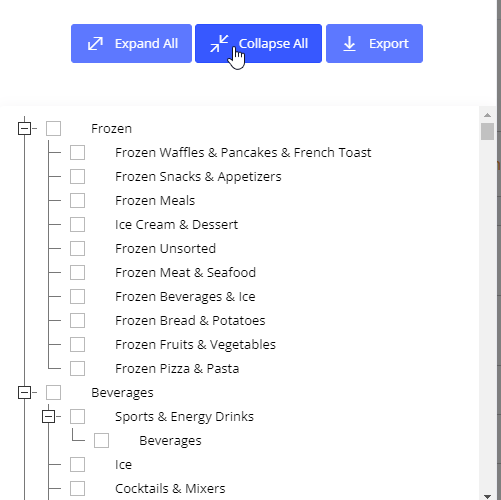 Expand All Collapse All Export
Frozen
Frozen Waffles & Pancakes & French Toast
Frozen Snacks & Appetizers
Frozen Meals
Ice Cream & Dessert
Frozen Unsorted
Frozen Meat & Seafood
Frozen Beverages & Ice
Frozen Bread & Potatoes
Frozen Fruits & Vegetables
Frozen Pizza & Pasta
Beverages
Sports & Energy Drinks
Beverages
Ice
Cocktails & Mixers